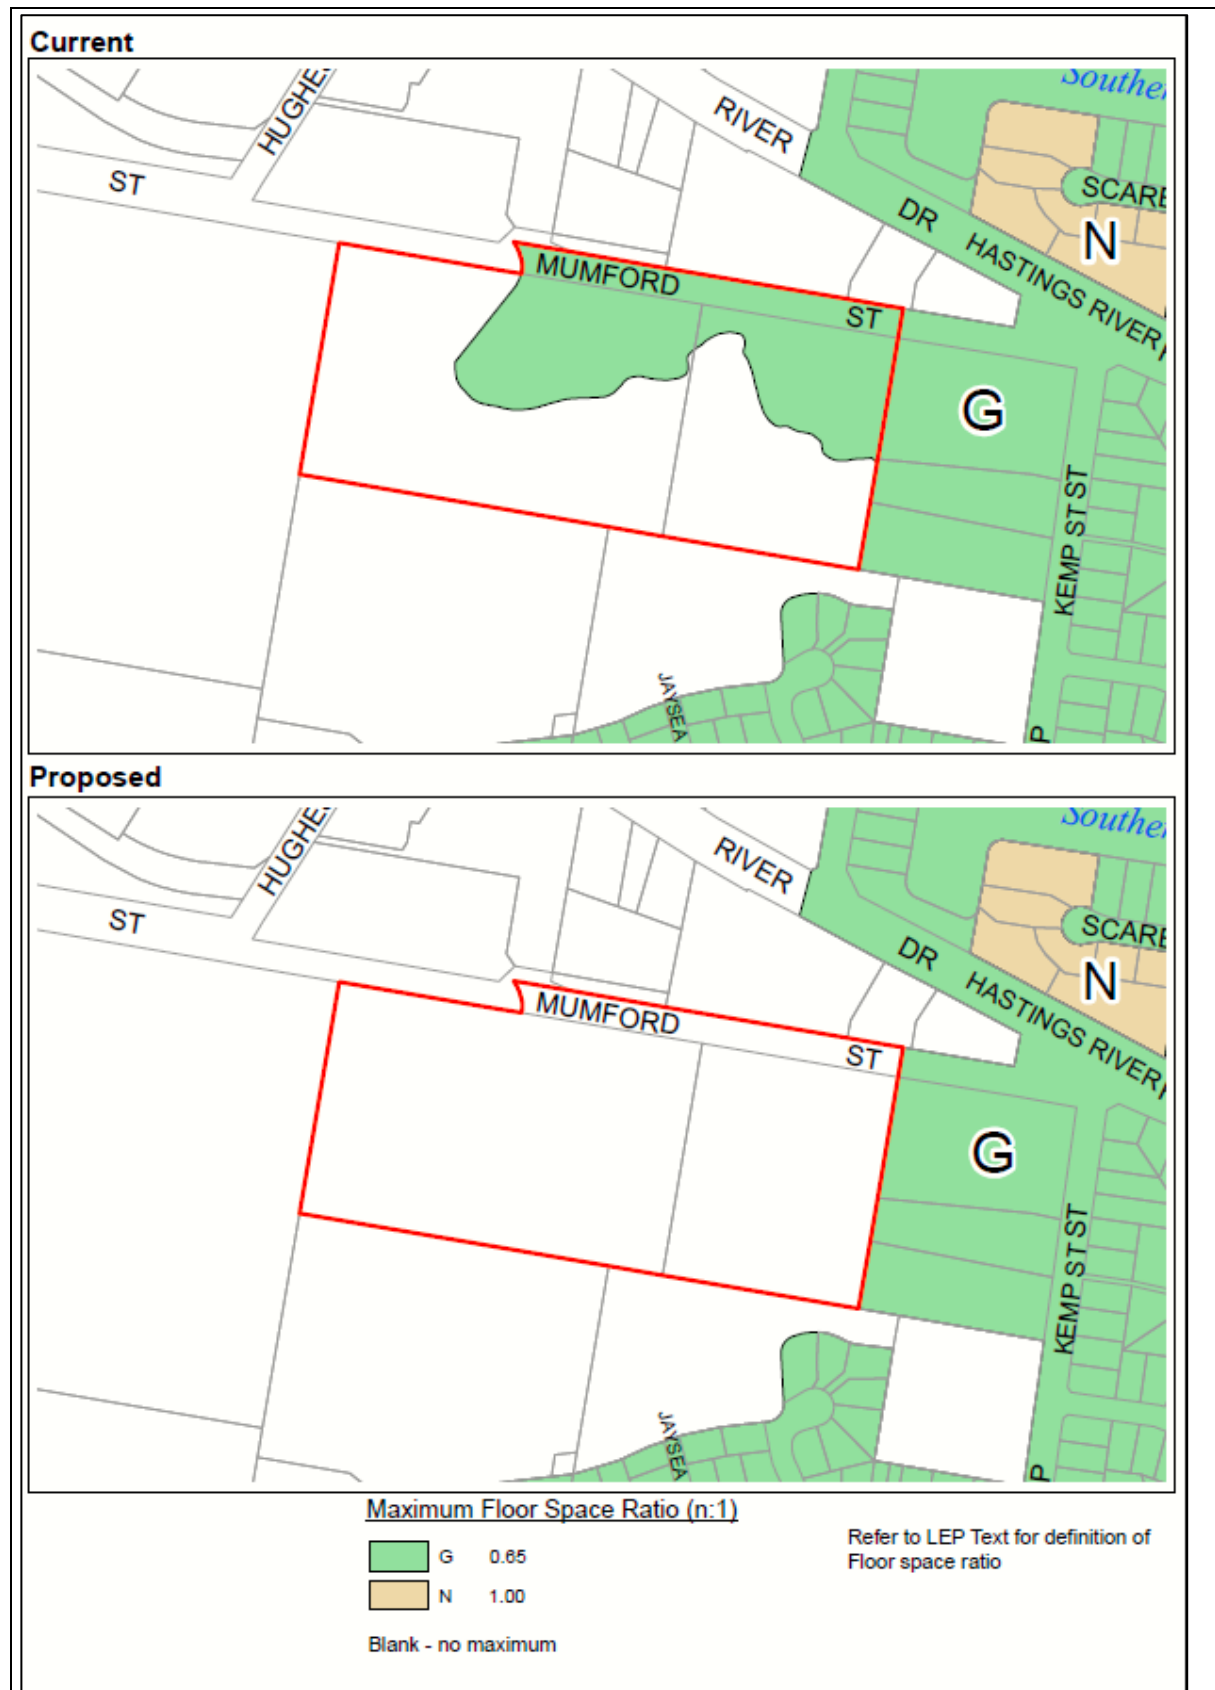 Current
HUGHE
RIVER
Souther
ST
SCARE
DR
N
HASTINGS RIVER
MUMFORD
ST
G
KEMP ST ST
JAYSEA
P
Proposed
HUGHE
RIVER
Souther
ST
SCARE
DR
N
HASTINGS RIVER
MUMFORD
ST
G
KEMP ST ST
JAYSEA
P
Maximum Floor Space Ratio (n:1)
G 0.65
N 1.00
Blank - no maximum
Refer to LEP Text for definition of
Floor space ratio